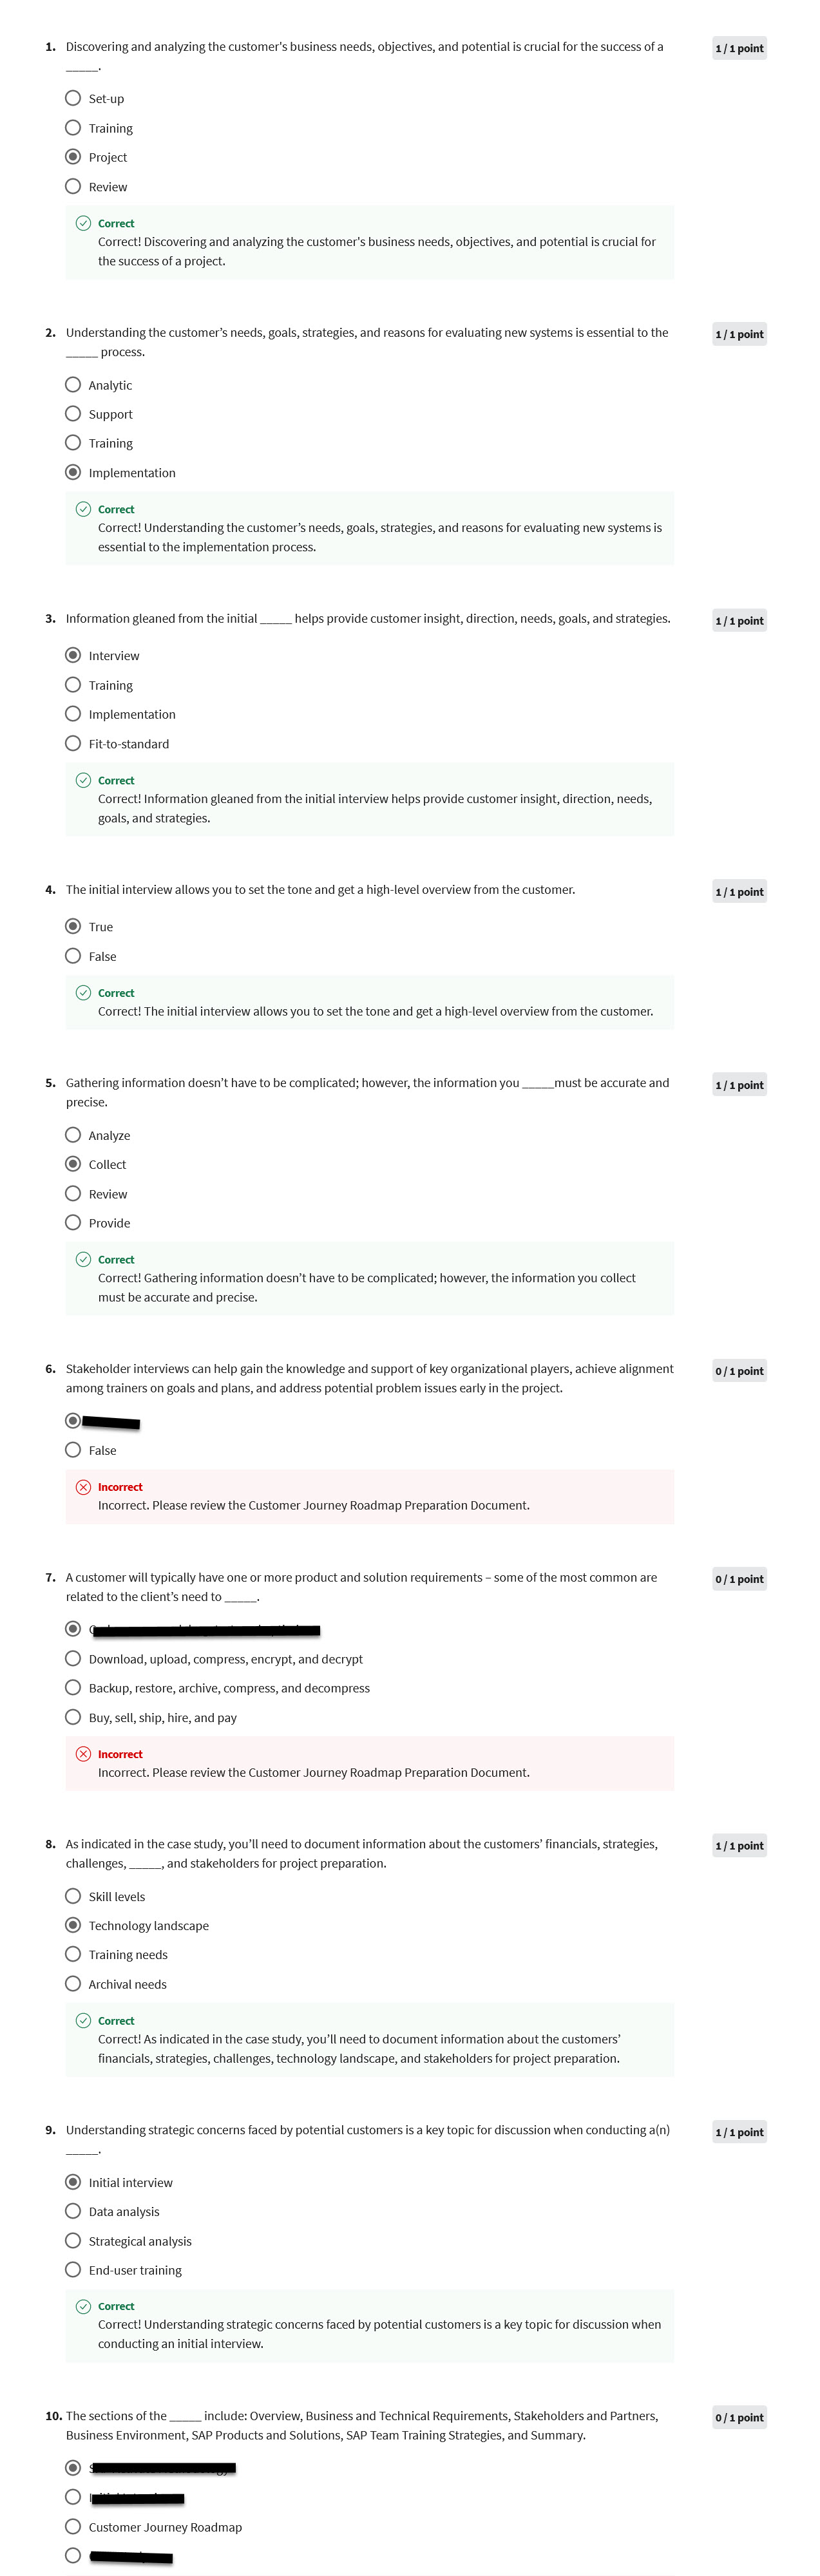 1. Discovering and analyzing the customer's business needs, objectives, and potential is crucial for the success of a
_____.
1 / 1 point
Set-up
Training
Project
Review
Correct
Correct! Discovering and analyzing the customer's business needs, objectives, and potential is crucial for
the success of a project.
2. Understanding the customer’s needs, goals, strategies, and reasons for evaluating new systems is essential to the
_____ process.
1 / 1 point
Analytic
Support
Training
Implementation
Correct
Correct! Understanding the customer’s needs, goals, strategies, and reasons for evaluating new systems is
essential to the implementation process.
3. Information gleaned from the initial _____ helps provide customer insight, direction, needs, goals, and strategies.
1 / 1 point
Interview
Training
Implementation
Fit-to-standard
Correct
Correct! Information gleaned from the initial interview helps provide customer insight, direction, needs,
goals, and strategies.
4. The initial interview allows you to set the tone and get a high-level overview from the customer.
1 / 1 point
True
False
Correct
Correct! The initial interview allows you to set the tone and get a high-level overview from the customer.
5. Gathering information doesn’t have to be complicated; however, the information you _____must be accurate and
precise.
1 / 1 point
Analyze
Collect
Review
Provide
Correct
Correct! Gathering information doesn’t have to be complicated; however, the information you collect
must be accurate and precise.
6. Stakeholder interviews can help gain the knowledge and support of key organizational players, achieve alignment
among trainers on goals and plans, and address potential problem issues early in the project.
0 / 1 point
False
Incorrect
Incorrect. Please review the Customer Journey Roadmap Preparation Document.
7. A customer will typically have one or more product and solution requirements – some of the most common are
related to the client’s need to _____.
0 / 1 point
Download, upload, compress, encrypt, and decrypt
Backup, restore, archive, compress, and decompress
Buy, sell, ship, hire, and pay
Incorrect
Incorrect. Please review the Customer Journey Roadmap Preparation Document.
8. As indicated in the case study, you’ll need to document information about the customers’ financials, strategies,
challenges, _____, and stakeholders for project preparation.
1 / 1 point
Skill levels
Technology landscape
Training needs
Archival needs
Correct
Correct! As indicated in the case study, you’ll need to document information about the customers’
financials, strategies, challenges, technology landscape, and stakeholders for project preparation.
9. Understanding strategic concerns faced by potential customers is a key topic for discussion when conducting a(n)
_____.
1 / 1 point
Initial interview
Data analysis
Strategical analysis
End-user training
Correct
Correct! Understanding strategic concerns faced by potential customers is a key topic for discussion when
conducting an initial interview.
10. The sections of the _____ include: Overview, Business and Technical Requirements, Stakeholders and Partners,
Business Environment, SAP Products and Solutions, SAP Team Training Strategies, and Summary.
0 / 1 point
Customer Journey Roadmap